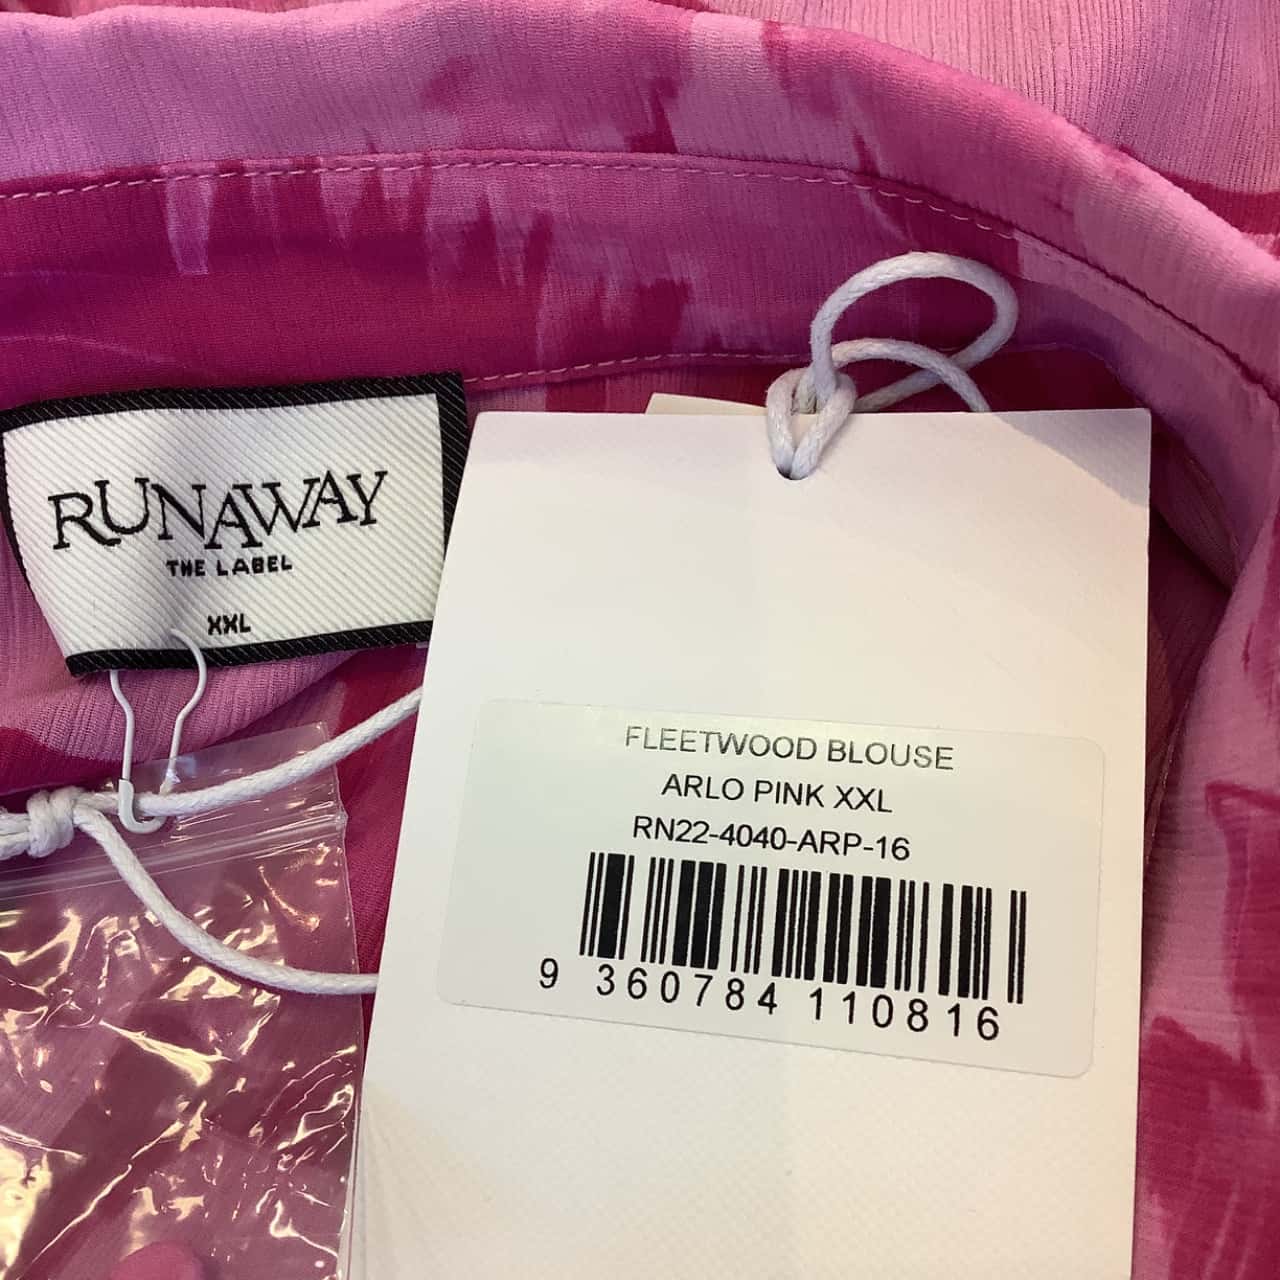 RUNAWAY
THE LABEL
XXL
FLEETWOOD BLOUSE
ARLO PINK XXL
RN22-4040-ARP-16
9 360784 110816